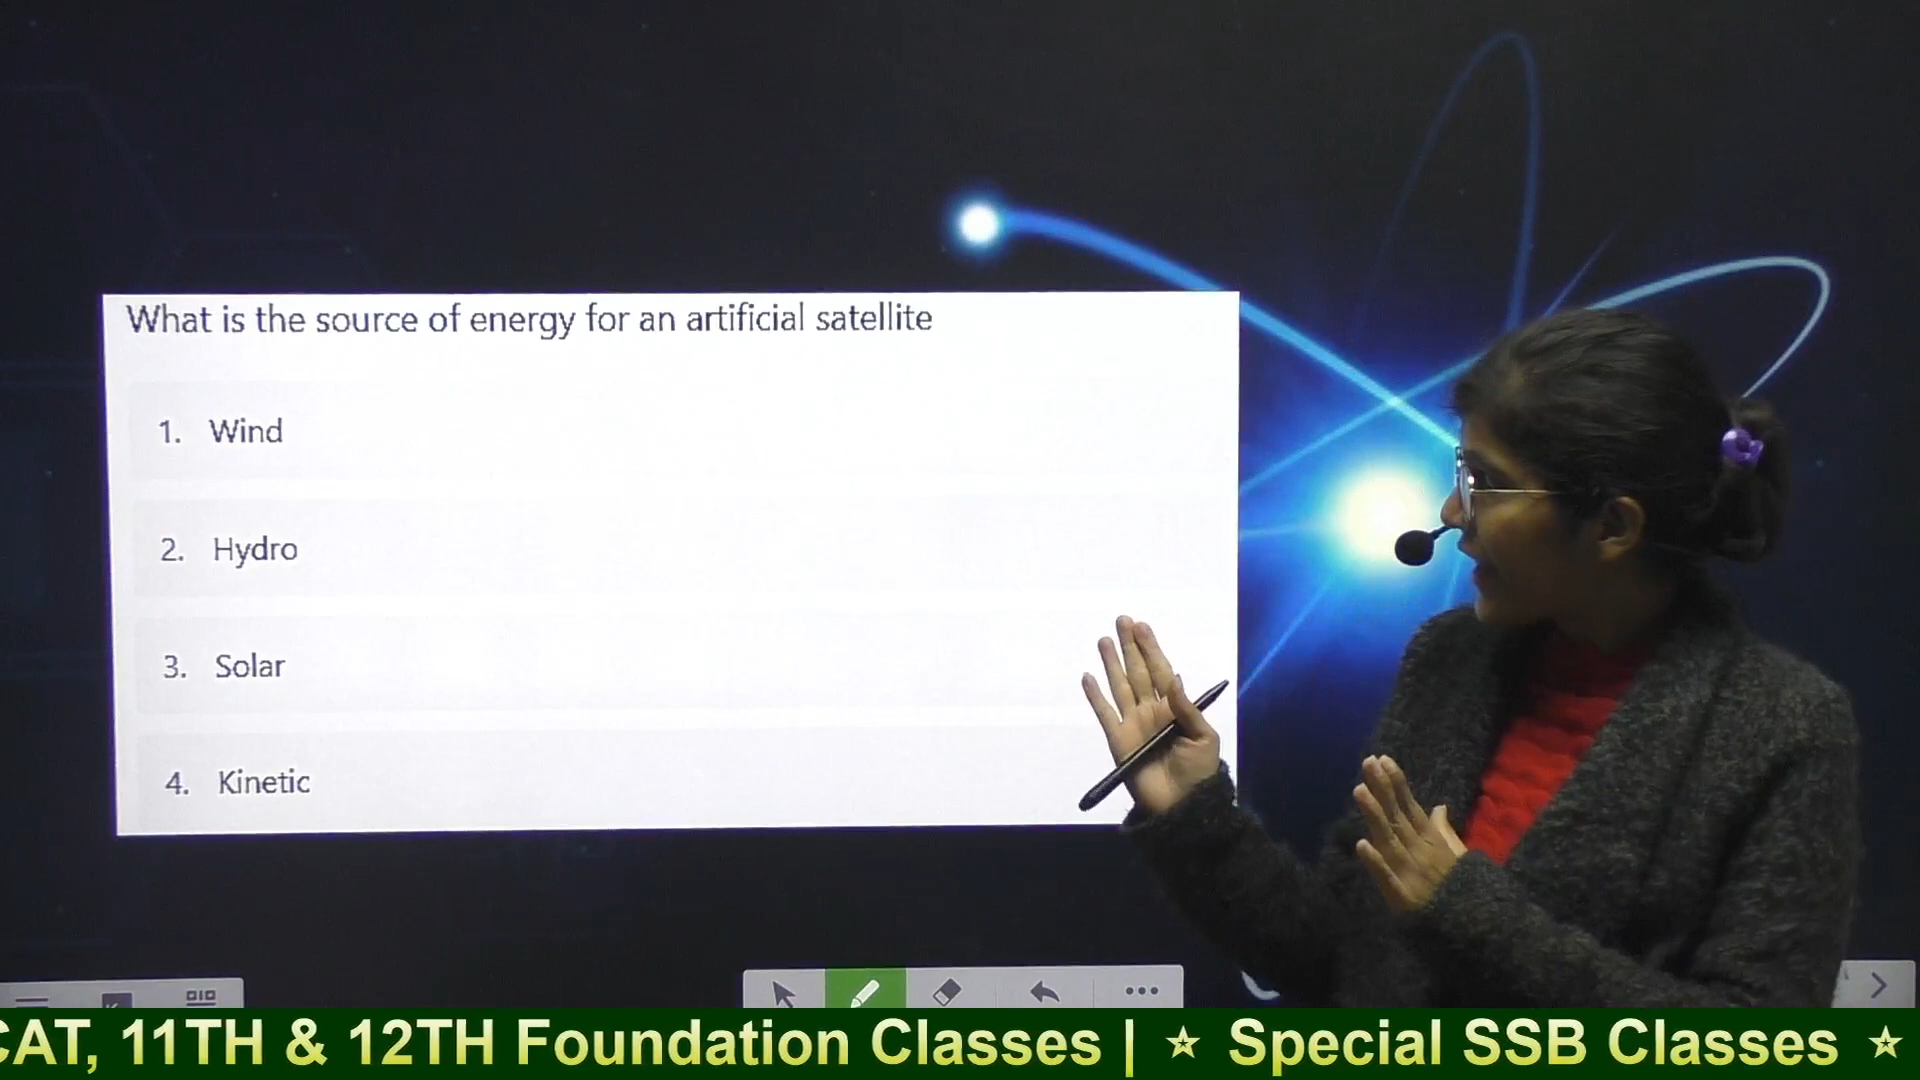 What is the source of energy for an artificial satellite
1. Wind
2. Hydro
3. Solar
4. Kinetic
CAT, 11TH & 12TH Foundation Classes | ☆ Special SSB Classes ☆